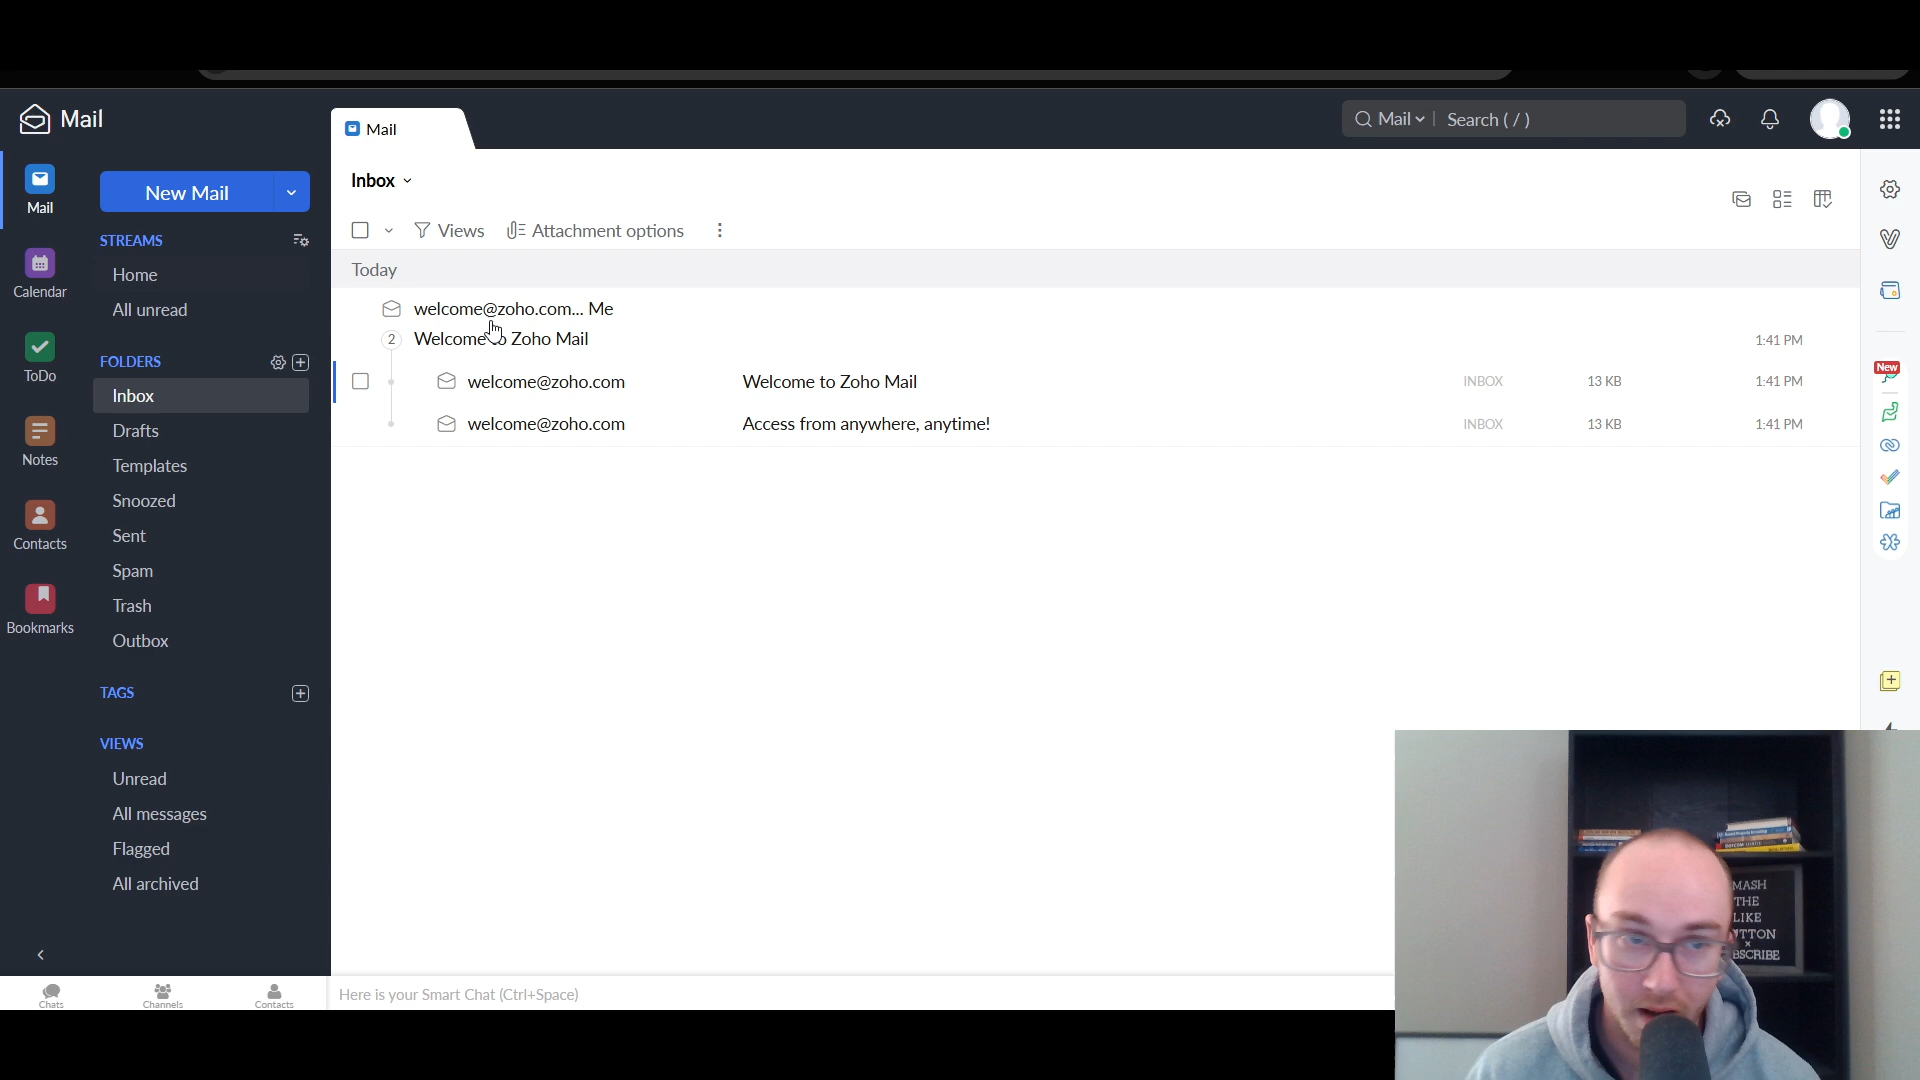 Mail
Mail
Mail
Search ( / )
Mail
Calendar
ToDo
Notes
Contacts
Bookmarks
New Mail
STREAMS
Home
All unread
FOLDERS
Inbox
Drafts
Templates
Snoozed
Sent
Spam
Trash
Outbox
TAGS
VIEWS
Unread
All messages
Flagged
All archived
Inbox
Views
Attachment options
Today
welcome@zoho.com... Me
2 Welcome to Zoho Mail 1:41 PM
welcome@zoho.com Welcome to Zoho Mail INBOX 13 KB 1:41 PM
welcome@zoho.com Access from anywhere, anytime! INBOX 13 KB 1:41 PM
New
Chats
Channels
Contacts
Here is your Smart Chat (Ctrl+Space)
THE